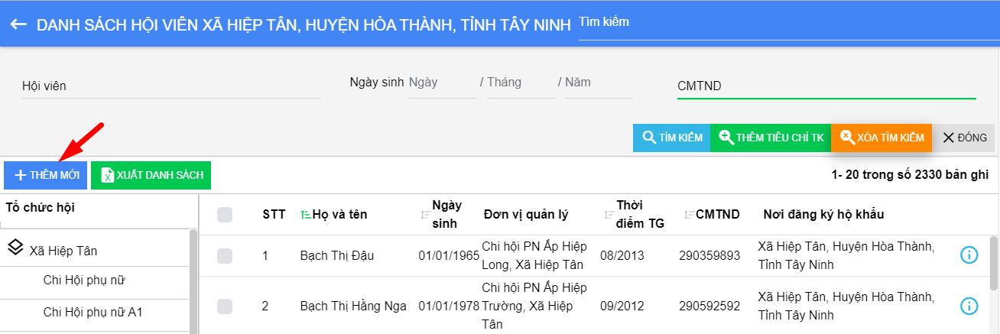 DANH SÁCH HỘI VIÊN XÃ HIỆP TÂN, HUYỆN HÒA THÀNH, TỈNH TÂY NINH Tìm kiếm
Hội viên Ngày sinh Ngày / Tháng / Năm CMTND
TÌM KIẾM THÊM TIÊU CHÍ TK XÓA TÌM KIẾM ĐÓNG
THÊM MỚI XUẤT DANH SÁCH 1- 20 trong số 2330 bản ghi
Tổ chức hội
Xã Hiệp Tân
Chi Hội phụ nữ
Chi Hội phụ nữ A1
STT Họ và tên Ngày sinh Đơn vị quản lý Thời điểm TG CMTND Nơi đăng ký hộ khẩu
1 Bạch Thị Đậu 01/01/1965 Chi hội PN Ấp Hiệp Long, Xã Hiệp Tân 08/2013 290359893 Xã Hiệp Tân, Huyện Hòa Thành, Tỉnh Tây Ninh
2 Bạch Thị Hằng Nga 01/01/1978 Chi hội PN Ấp Hiệp Trường, Xã Hiệp Tân 09/2012 290592592 Xã Hiệp Tân, Huyện Hòa Thành, Tỉnh Tây Ninh